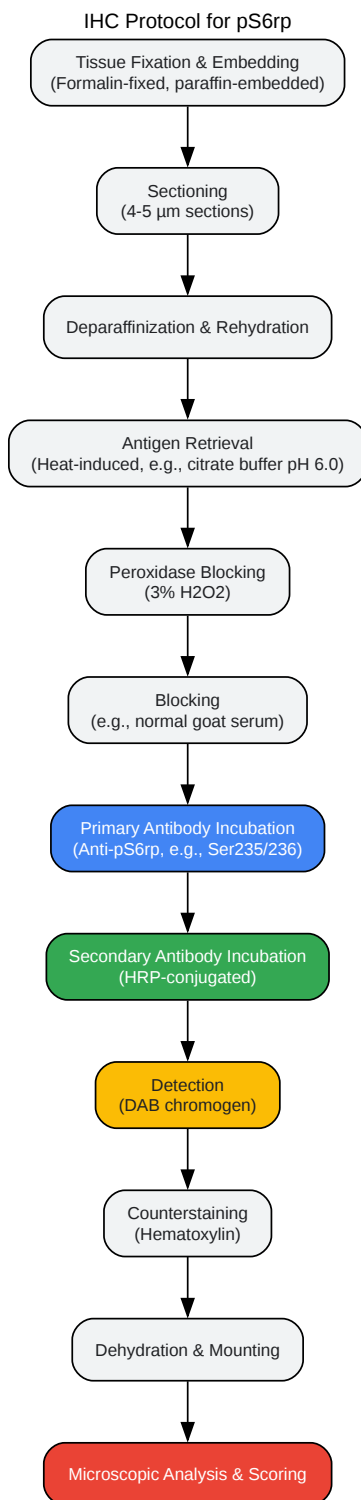 IHC Protocol for pS6rp
Tissue Fixation & Embedding
(Formalin-fixed, paraffin-embedded)
Sectioning
(4-5 µm sections)
Deparaffinization & Rehydration
Antigen Retrieval
(Heat-induced, e.g., citrate buffer pH 6.0)
Peroxidase Blocking
(3% H2O2)
Blocking
(e.g., normal goat serum)
Primary Antibody Incubation
(Anti-pS6rp, e.g., Ser235/236)
Secondary Antibody Incubation
(HRP-conjugated)
Detection
(DAB chromogen)
Counterstaining
(Hematoxylin)
Dehydration & Mounting
Microscopic Analysis & Scoring